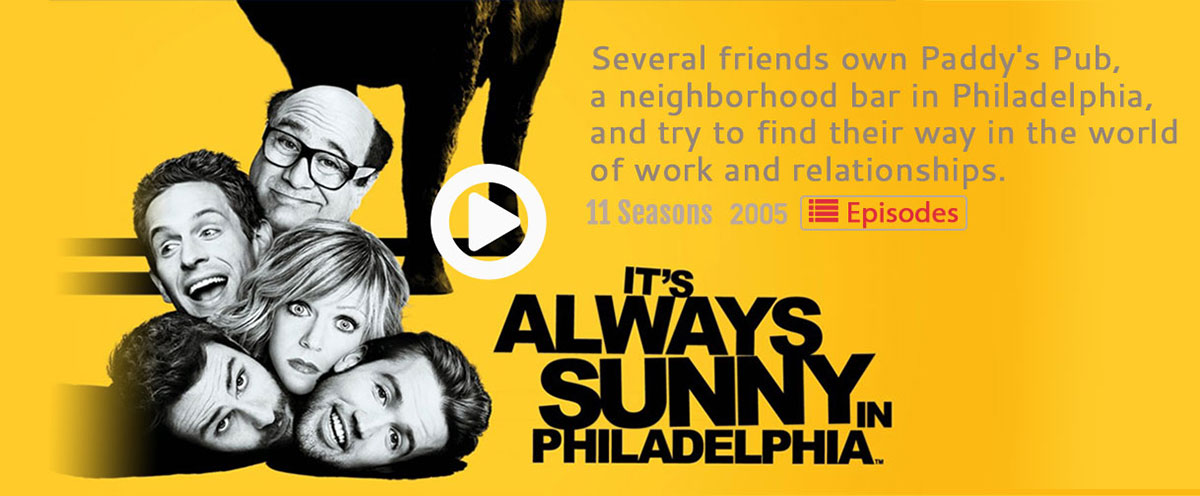 Several friends own Paddy's Pub,
a neighborhood bar in Philadelphia,
and try to find their way in the world
of work and relationships.
11 Seasons 2005 Episodes
IT'S
ALWAYS
SUNNY IN
PHILADELPHIA™